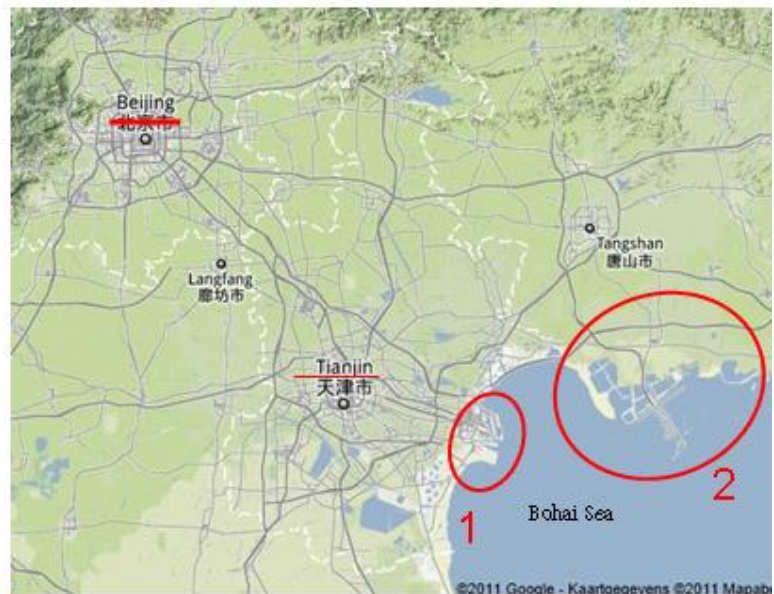 Beijing
北京市
Langfang
廊坊市
Tangshan
唐山市
Tianjin
天津市
1
2
Bohai Sea
©2011 Google - Kaartgegevens ©2011 Mapab